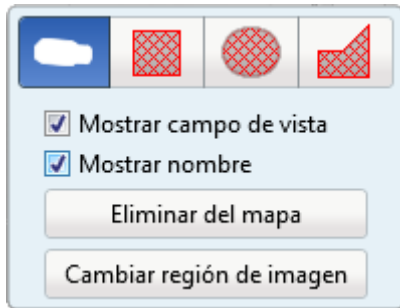 Mostrar campo de vista
Mostrar nombre
Eliminar del mapa
Cambiar región de imagen